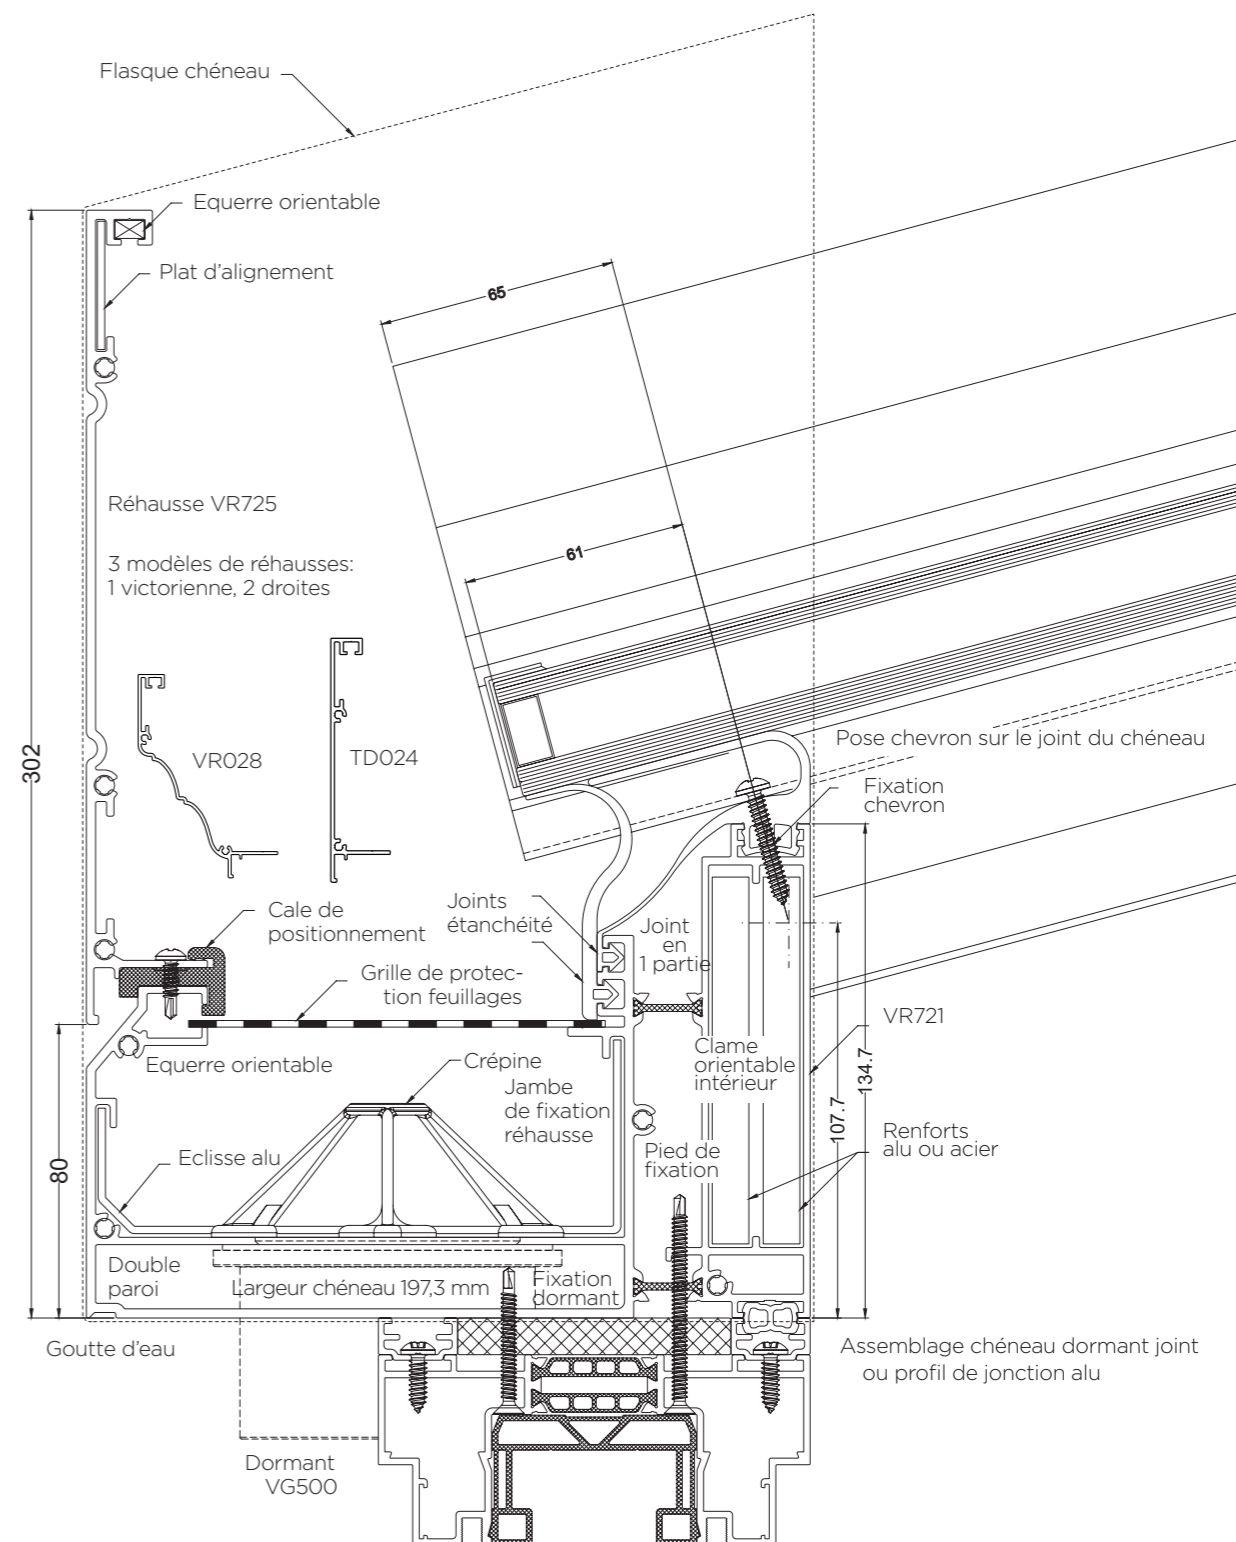 Flasque chéneau
Equerre orientable
Plat d'alignement
65
Réhausse VR725
3 modèles de réhausses:
1 victorienne, 2 droites
61
302
VR028
TD024
Pose chevron sur le joint du chéneau
Fixation
chevron
Joints
étanchéité
Cale de
positionnement
Joint
en
1 partie
Grille de protec-
tion feuillages
VR721
Clame
orientable
intérieur
Equerre orientable
Crépine
Jambe
de fixation
réhausse
134.7
107.7
Renforts
alu ou acier
Pied de
fixation
Eclisse alu
80
Double
paroi
Largeur chéneau 197,3 mm
Fixation
dormant
Goutte d'eau
Assemblage chéneau dormant joint
ou profil de jonction alu
Dormant
VG500